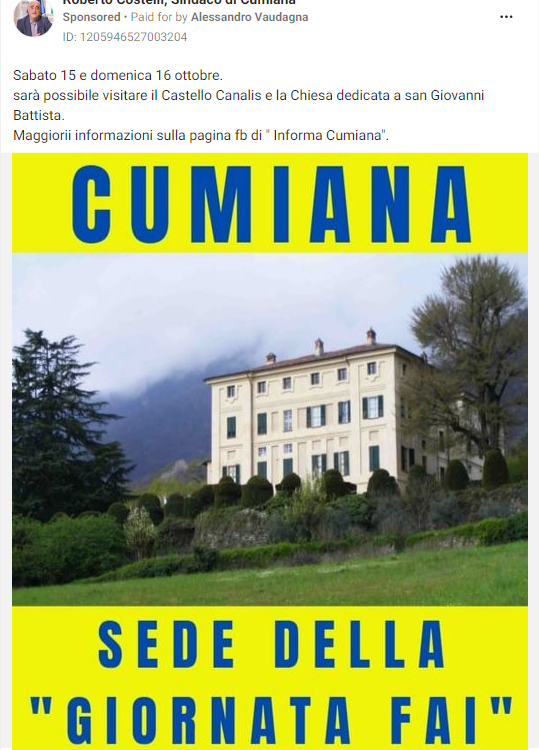 Roberto Costelli, Sindaco di Cumiana
Sponsored • Paid for by Alessandro Vaudagna
ID: 1205946527003204
Sabato 15 e domenica 16 ottobre.
sarà possibile visitare il Castello Canalis e la Chiesa dedicata a san Giovanni
Battista.
Maggiorii informazioni sulla pagina fb di " Informa Cumiana".
CUMIANA
SEDE DELLA
"GIORNATA FAI"